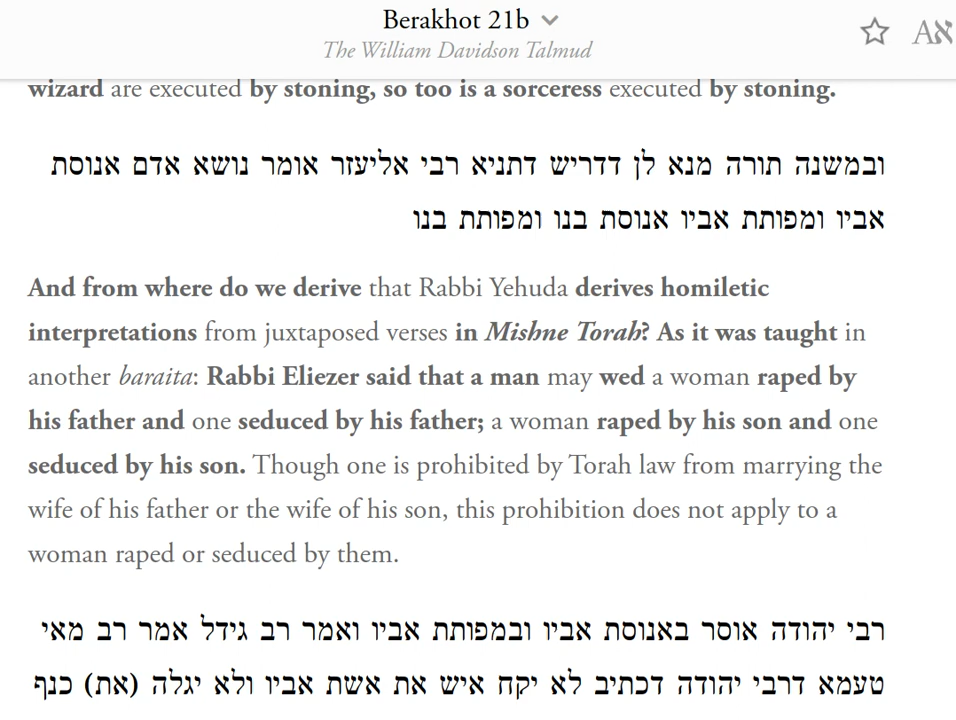 Berakhot 21b
The William Davidson Talmud
Aא
wizard are executed by stoning, so too is a sorceress executed by stoning.
ובמשנה תורה מנא לן דדריש דתניא רבי אליעזר אומר נושא אדם אנוסת
אביו ומפותת אביו אנוסת בנו ומפותת בנו
And from where do we derive that Rabbi Yehuda derives homiletic
interpretations from juxtaposed verses in Mishne Torah? As it was taught in
another baraita: Rabbi Eliezer said that a man may wed a woman raped by
his father and one seduced by his father; a woman raped by his son and one
seduced by his son. Though one is prohibited by Torah law from marrying the
wife of his father or the wife of his son, this prohibition does not apply to a
woman raped or seduced by them.
רבי יהודה אוסר באנוסת אביו ובמפותת אביו ואמר רב גידל אמר רב מאי
טעמא דרבי יהודה דכתיב לא יקח איש את אשת אביו ולא יגלה (את) כנף